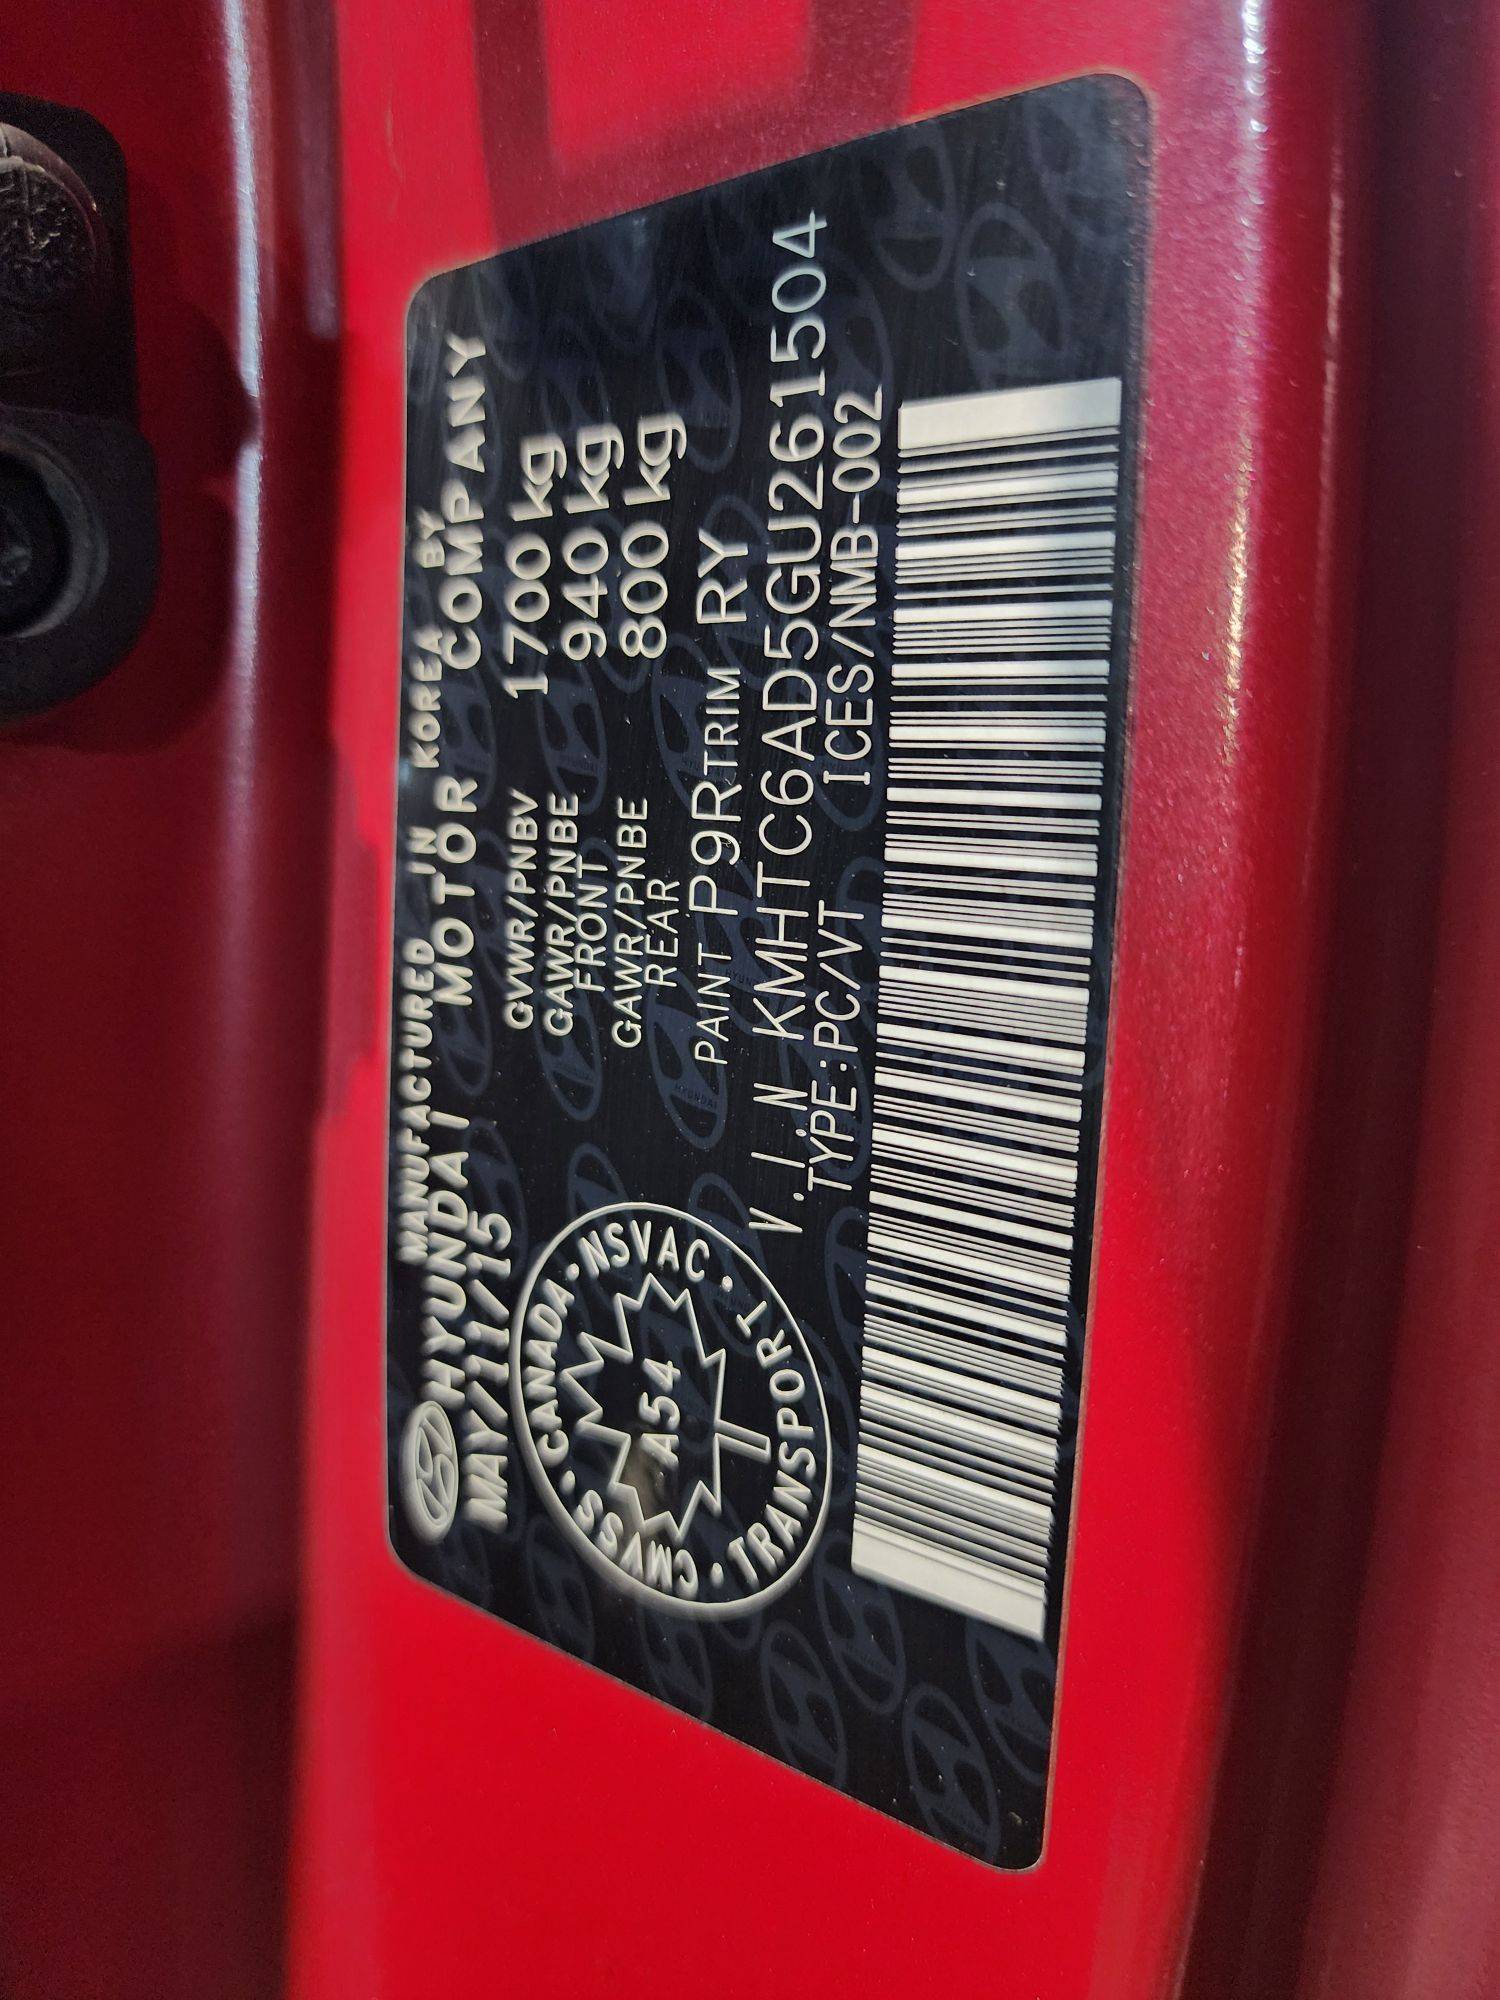 MANUFACTURED IN KOREA BY
HYUNDAI MOTOR COMPANY
MAY/11/15
GVWR/PNBV 1700 kg
GAWR/PNBE FRONT 940 kg
GAWR/PNBE REAR 800 kg
CANADA · NSVAC · TRANSPORT · CMVSS ·
A54
PAINT P9R TRIM RY
V.I.N KMHTC6AD5GU261504
TYPE:PC/VT ICES/NMB-002